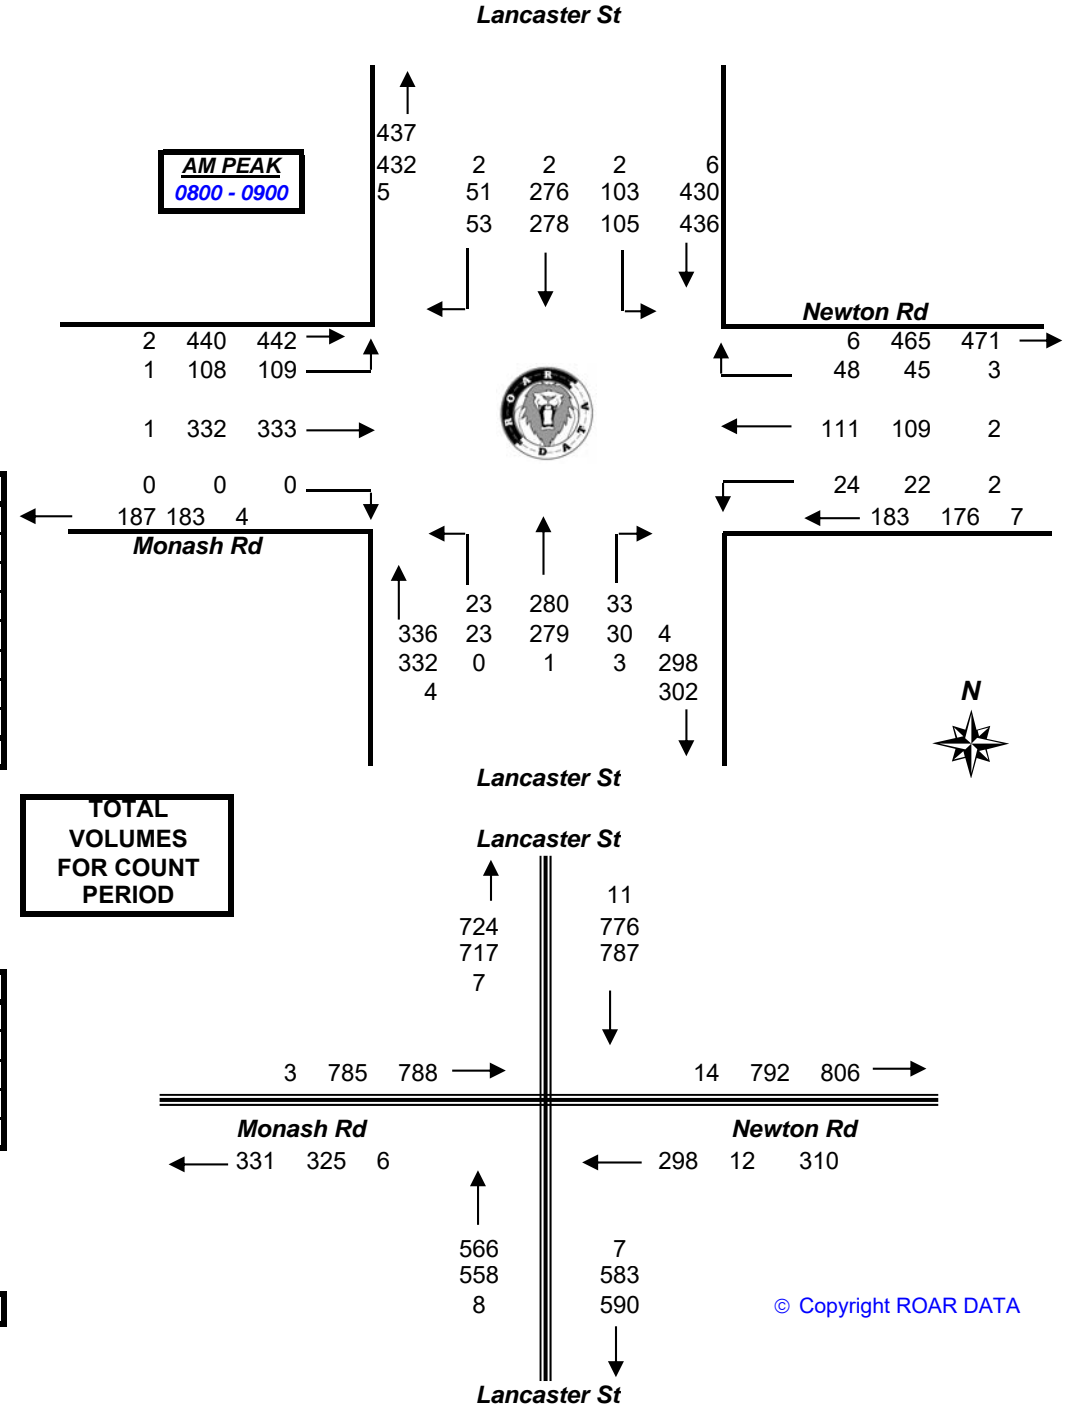 Lancaster St
437
AM PEAK
0800 - 0900
432 2 2 2 6
5 51 276 103 430
53 278 105 436
Newton Rd
2 440 442 6 465 471
1 108 109 48 45 3
ROAR DATA
1 332 333 111 109 2
0 0 0 24 22 2
187 183 4 183 176 7
Monash Rd
23 280 33
336 23 279 30 4
332 0 1 3 298
4 302
N
Lancaster St
TOTAL
VOLUMES
FOR COUNT
PERIOD
Lancaster St
11
724 776
717 787
7
3 785 788 14 792 806
Monash Rd Newton Rd
331 325 6 298 12 310
566 7
558 583
8 590
© Copyright ROAR DATA
Lancaster St